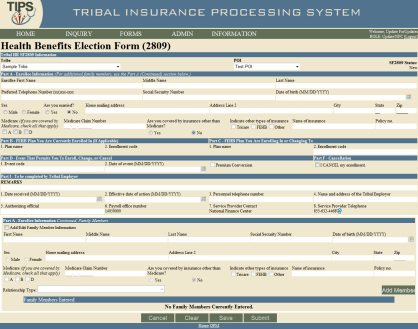 TIPS
TRIBAL INSURANCE PROCESSING SYSTEM
HOME INQUIRY FORMS ADMIN INFORMATION
Health Benefits Election Form (2809)
Tribal HR SF2809 Information
Tribe POI SF2809 Status:
Sample Tribe Test POI New
Part A - Enrollee Information (For additional family members, use the Part A (Continued) section below.)
Enrollee First Name Middle Name Last Name
Preferred Telephone Number (xxx)xxx-xxxx Social Security Number Date of birth (MM/DD/YYYY)
Sex Are you married? Home mailing address Address Line 2 City State Zip
Male Female Yes No
Medicare (if you are covered by Medicare, check all that apply) Medicare Claim Number Are you covered by insurance other than Medicare? Indicate other types of insurance Name of insurance Policy no.
A B D Yes No Tricare FEHB Other
Part B - FEHB Plan You Are Currently Enrolled In (If Applicable) Part C - FEHB Plan You Are Enrolling In or Changing To
1. Plan name 2. Enrollment code 1. Plan name 2. Enrollment code
Part D - Event That Permits You To Enroll, Change, or Cancel Part F - Cancellation
1. Event code 2. Date of event (MM/DD/YYYY) Premium Conversion I CANCEL my enrollment.
Part I - To be completed by Tribal Employer
REMARKS
1. Date received (MM/DD/YYYY) 2. Effective date of action (MM/DD/YYYY) 3. Personnel telephone number 4. Name and address of the Tribal Employer
5. Authorizing official 6. Payroll office number 7. Service Provider Contact 8. Service Provider Telephone
National Finance Center
Part A - Enrollee Information Continued: Family Members
Add/Edit Family Member Information
First Name Middle Name Last Name Social Security Number Date of birth (MM/DD/YYYY)
Sex Home mailing address Address Line 2 City State Zip
Male Female
Medicare (if you are covered by Medicare, check all that apply) Medicare Claim Number Are you covered by insurance other than Medicare? Indicate other types of insurance Name of insurance Policy no.
A B D Yes No Tricare FEHB Other
Relationship Type:
Add Member
Family Members Entered
No Family Members Currently Entered.
Cancel Clear Save Submit
Home